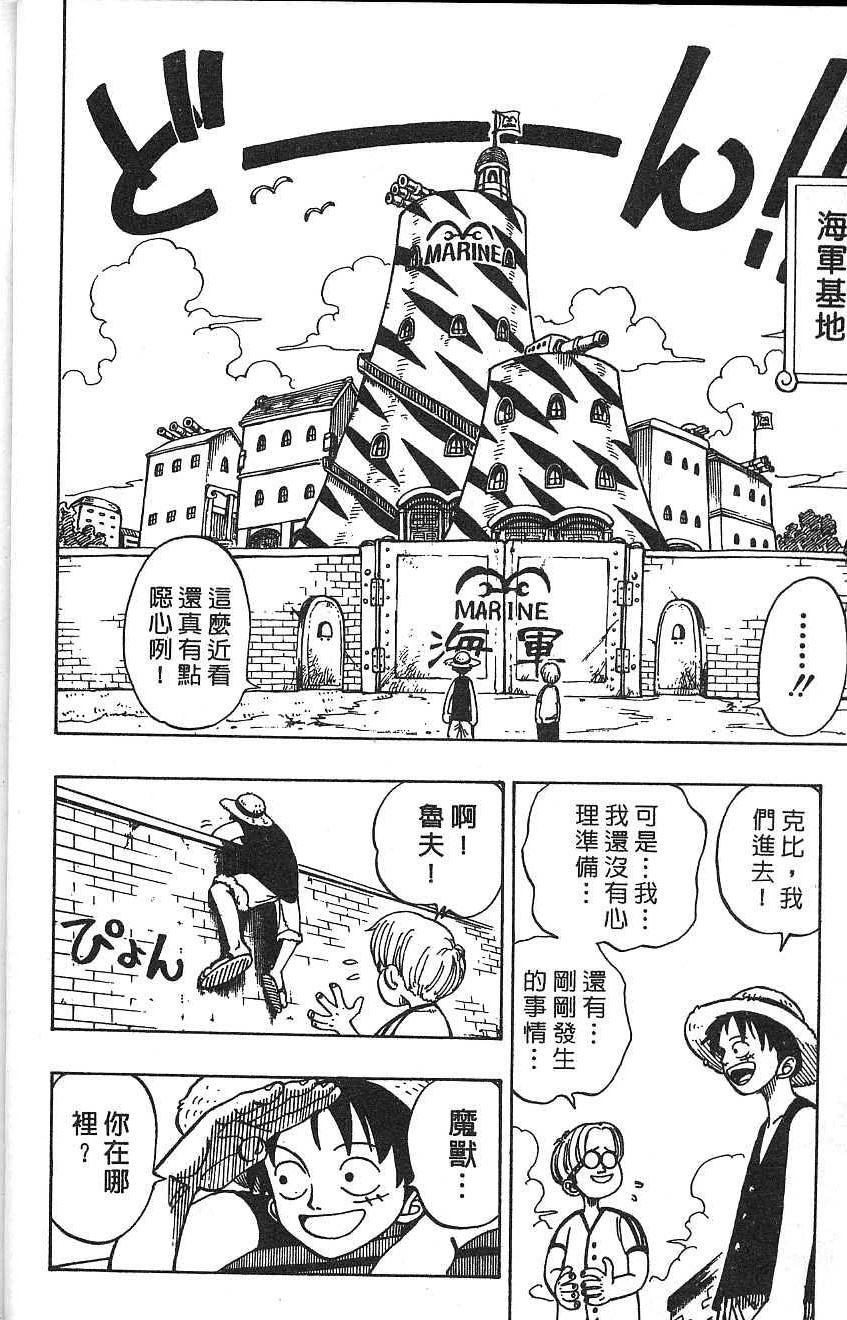 どーん!!
海軍基地
MARINE
MARINE
海軍
……!!
這麼近看
還真有點
噁心咧！
克比，我
們進去！
可是…我…
我還沒有心
理準備…
還有…
剛剛發生
的事情…
啊！
魯夫！
ぴょん
魔獸…
你在哪
裡？